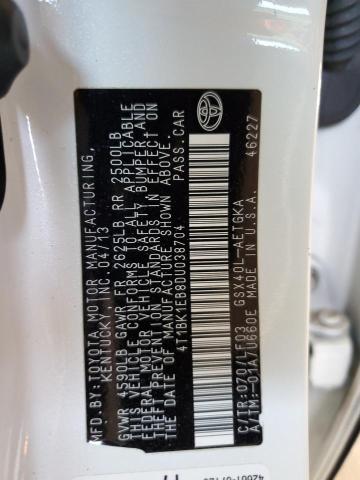 MFD.BY:TOYOTA MOTOR MANUFACTURING,
KENTUCKY, INC. 04/13
GVWR 4590LB GAWR FR 2625LB RR 2500LB
THIS VEHICLE CONFORMS TO ALL APPLICABLE
FEDERAL MOTOR VEHICLE SAFETY, BUMPER, AND
THEFT PREVENTION STANDARDS IN EFFECT ON
THE DATE OF MANUFACTURE SHOWN ABOVE.
4T1BK1EB8DU038704 PASS.CAR
C/TR:070/LF03 GSX40L-AETGKA
A/TM:-01A/U660E MADE IN U.S.A. 46227